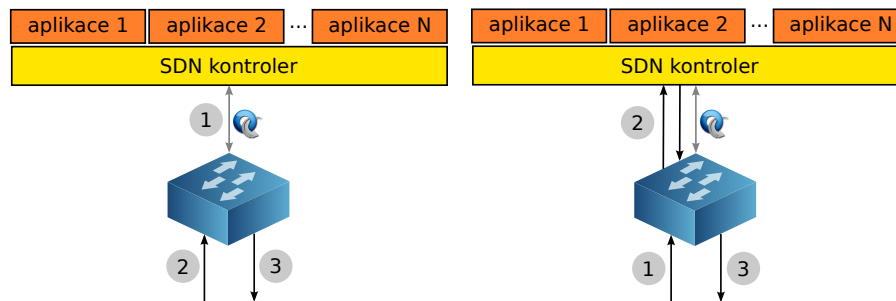 aplikace 1 aplikace 2 ... aplikace N
SDN kontroler
1
2 3
aplikace 1 aplikace 2 ... aplikace N
SDN kontroler
2
1 3